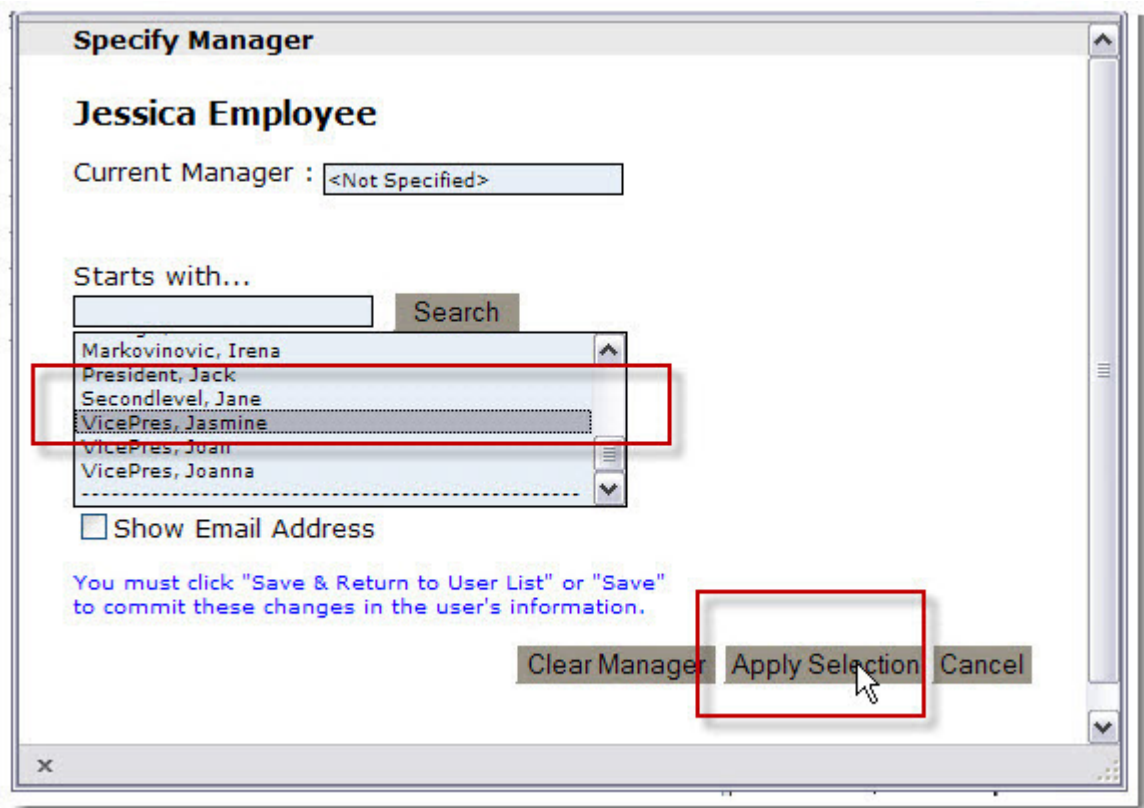 Specify Manager
Jessica Employee
Current Manager : <Not Specified>
Starts with...
Search
Markovinovic, Irena
President, Jack
Secondlevel, Jane
VicePres, Jasmine
VicePres, Joan
VicePres, Joanna
--------------------------------------------------
Show Email Address
You must click "Save & Return to User List" or "Save"
to commit these changes in the user's information.
Clear Manager Apply Selection Cancel